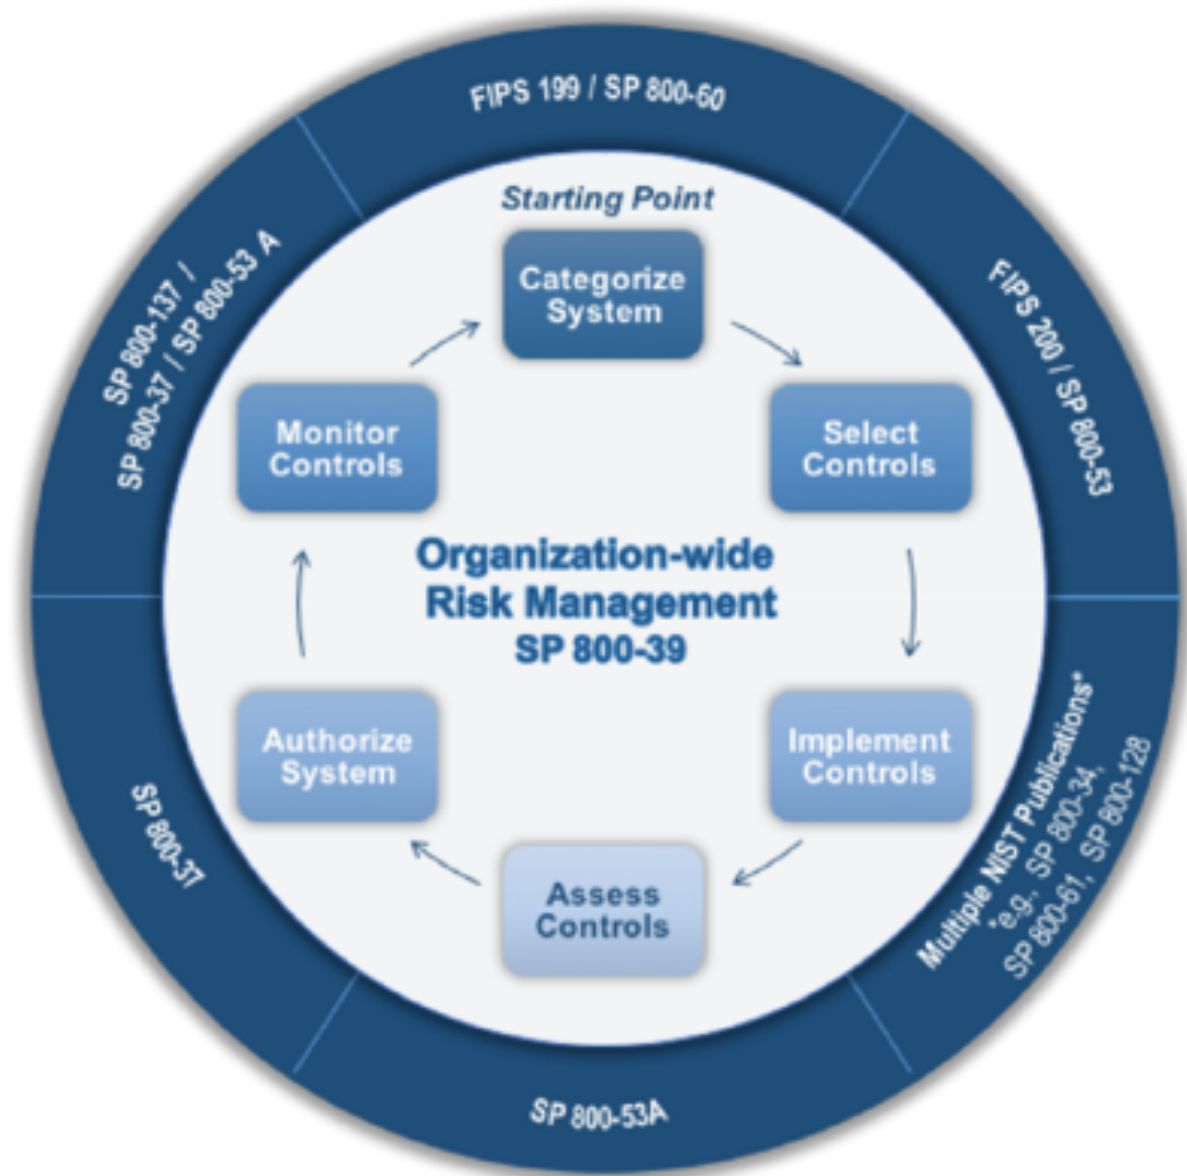 FIPS 199 / SP 800-60
Starting Point
Categorize
System
FIPS 200 / SP 800-53
Select
Controls
Multiple NIST Publications*
*e.g., SP 800-34,
SP 800-61, SP 800-128
Implement
Controls
SP 800-53A
Assess
Controls
SP 800-37
Authorize
System
SP 800-137 /
SP 800-37 / SP 800-53 A
Monitor
Controls
Organization-wide
Risk Management
SP 800-39